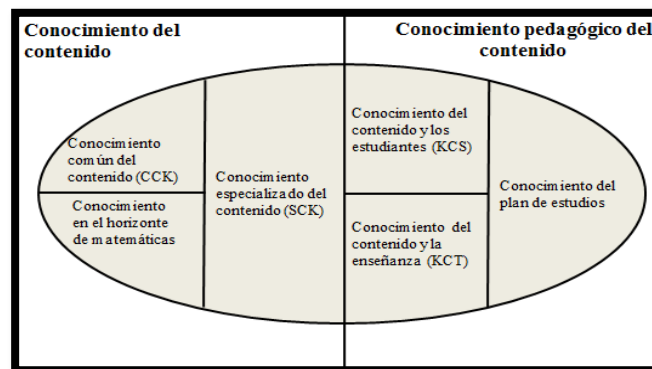 Conocimiento del
contenido
Conocimiento pedagógico del
contenido
Conocimiento
común del
contenido (CCK)
Conocimiento
en el horizonte
de matemáticas
Conocimiento
especializado del
contenido (SCK)
Conocimiento del
contenido y los
estudiantes (KCS)
Conocimiento del
contenido y la
enseñanza (KCT)
Conocimiento del
plan de estudios